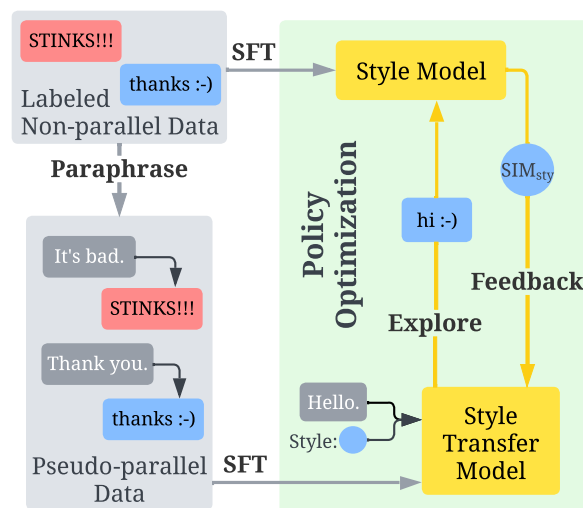 STINKS!!!
thanks :-)
Labeled
Non-parallel Data
SFT
Style Model
Paraphrase
SIMsty
Policy
Optimization
hi :-)
It's bad.
STINKS!!!
Feedback
Explore
Thank you.
thanks :-)
Hello.
Style:
Style
Transfer
Model
Pseudo-parallel
Data
SFT